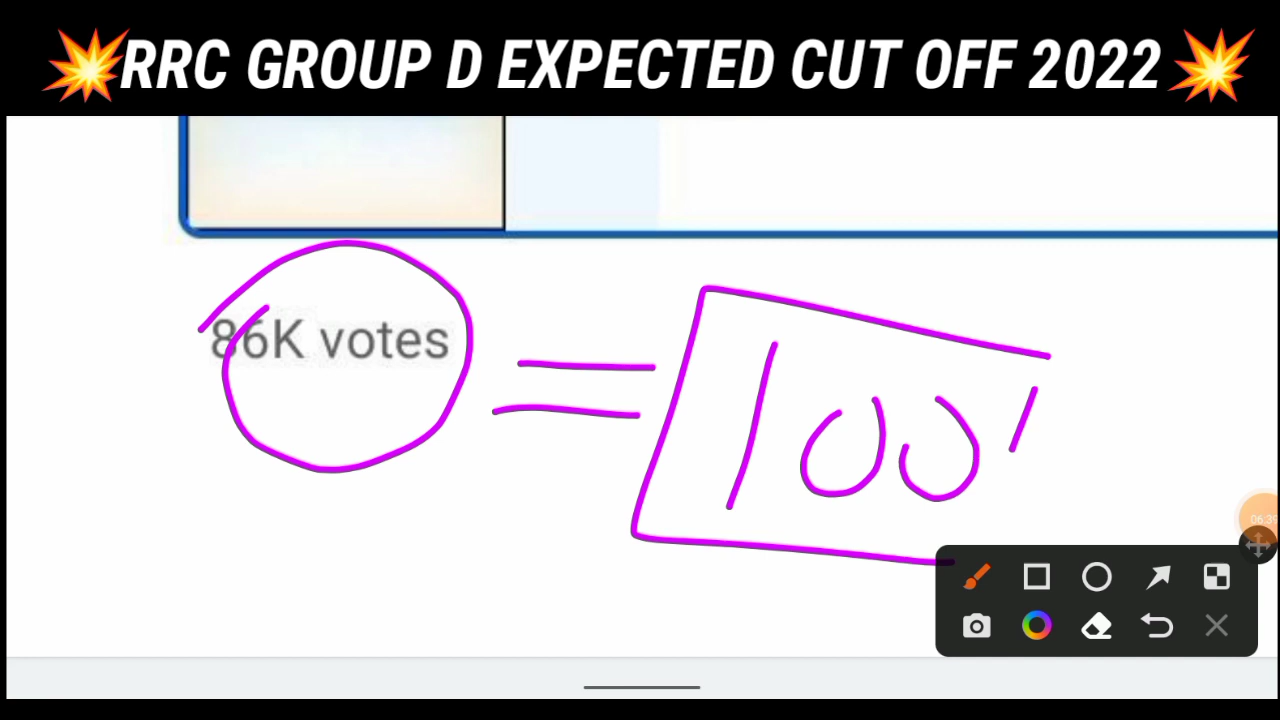 💥RRC GROUP D EXPECTED CUT OFF 2022💥
86K votes = 100